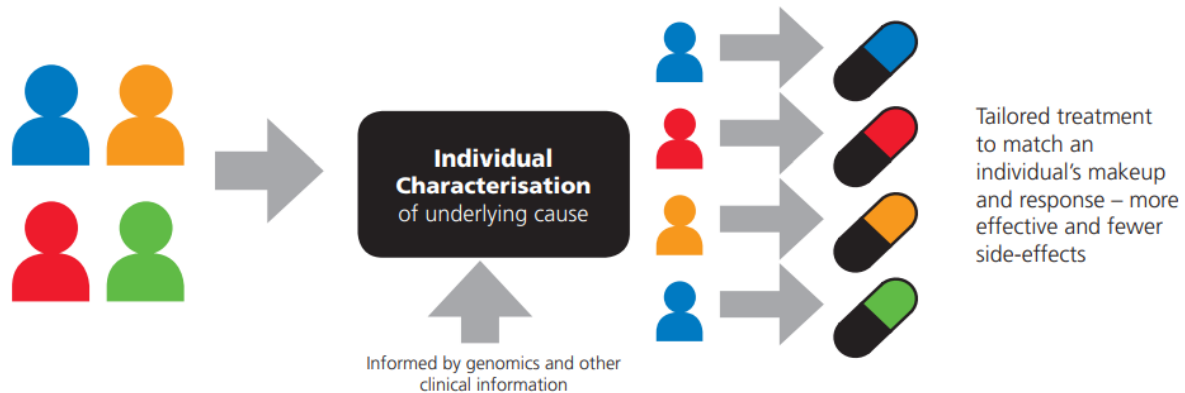 Individual
Characterisation
of underlying cause
Informed by genomics and other
clinical information
Tailored treatment
to match an
individual’s makeup
and response – more
effective and fewer
side-effects